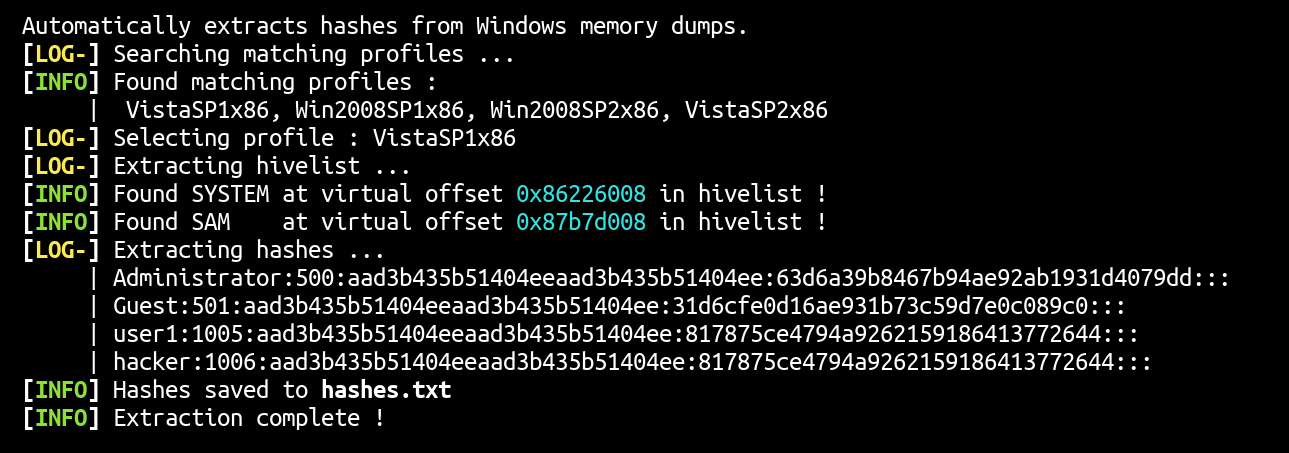 Automatically extracts hashes from Windows memory dumps.
[LOG-] Searching matching profiles ...
[INFO] Found matching profiles :
     |  VistaSP1x86, Win2008SP1x86, Win2008SP2x86, VistaSP2x86
[LOG-] Selecting profile : VistaSP1x86
[LOG-] Extracting hivelist ...
[INFO] Found SYSTEM at virtual offset 0x86226008 in hivelist !
[INFO] Found SAM    at virtual offset 0x87b7d008 in hivelist !
[LOG-] Extracting hashes ...
     | Administrator:500:aad3b435b51404eeaad3b435b51404ee:63d6a39b8467b94ae92ab1931d4079dd:::
     | Guest:501:aad3b435b51404eeaad3b435b51404ee:31d6cfe0d16ae931b73c59d7e0c089c0:::
     | user1:1005:aad3b435b51404eeaad3b435b51404ee:817875ce4794a9262159186413772644:::
     | hacker:1006:aad3b435b51404eeaad3b435b51404ee:817875ce4794a9262159186413772644:::
[INFO] Hashes saved to hashes.txt
[INFO] Extraction complete !